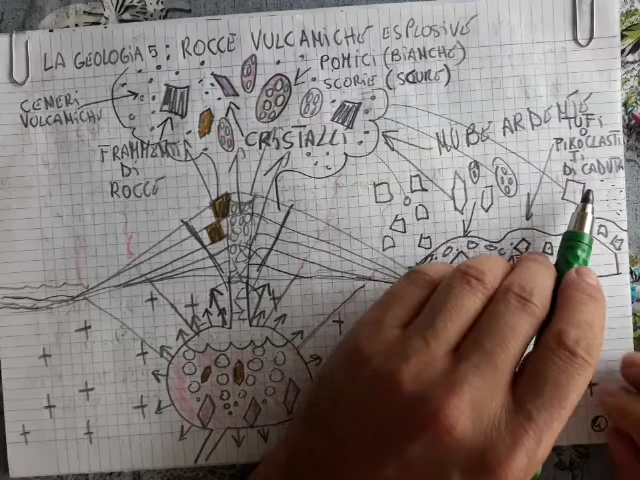 LA GEOLOGIA 5: ROCCE VULCANICHE ESPLOSIVE
POMICI (BIANCHE)
SCORIE (SCURE)
CENERI
VULCANICHE
FRAMMENTI
DI
ROCCE
CRISTALLI
NUBE ARDENTE
TUFI
O
PIROCLASTI
TI
DI CADUTA